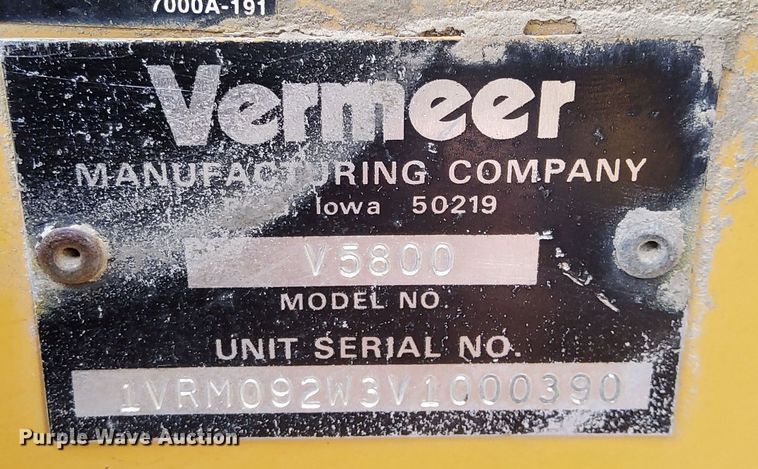 7000A-191
Vermeer
MANUFACTURING COMPANY
Iowa 50219
V5800
MODEL NO.
UNIT SERIAL NO.
1VRM092W3V1000390
Purple Wave Auction